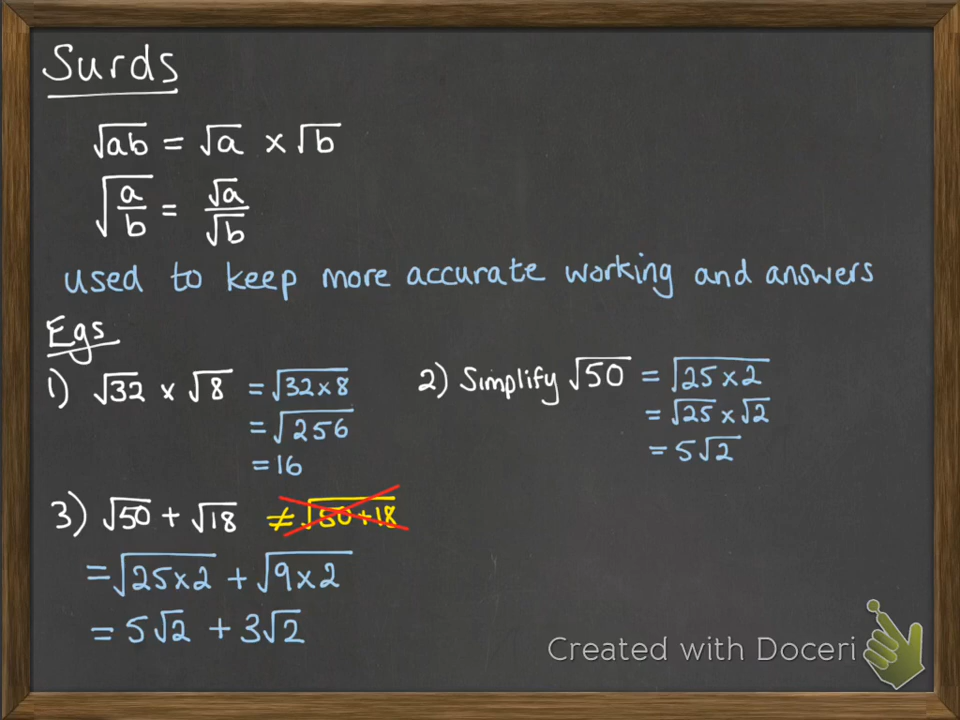 Surds
√ab = √a × √b
√(a/b) = √a/√b
used to keep more accurate working and answers
Egs
1) √32 × √8 = √32×8
= √256
= 16
2) Simplify √50 = √25×2
= √25 × √2
= 5√2
3) √50 + √18 ≠ √50+18
= √25×2 + √9×2
= 5√2 + 3√2
Created with Doceri